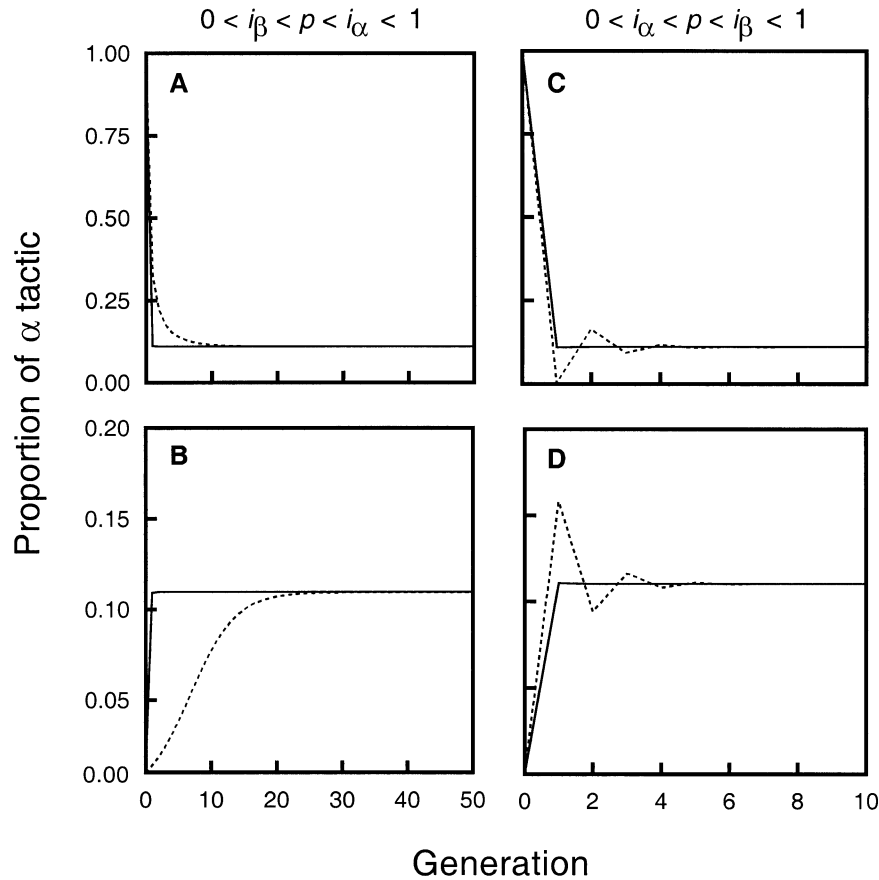 0 < iβ < p < iα < 1
0 < iα < p < iβ < 1
Proportion of α tactic
A
1.00
0.75
0.50
0.25
0.00
C
B
0.20
0.15
0.10
0.05
0.00
0 10 20 30 40 50
D
0 2 4 6 8 10
Generation